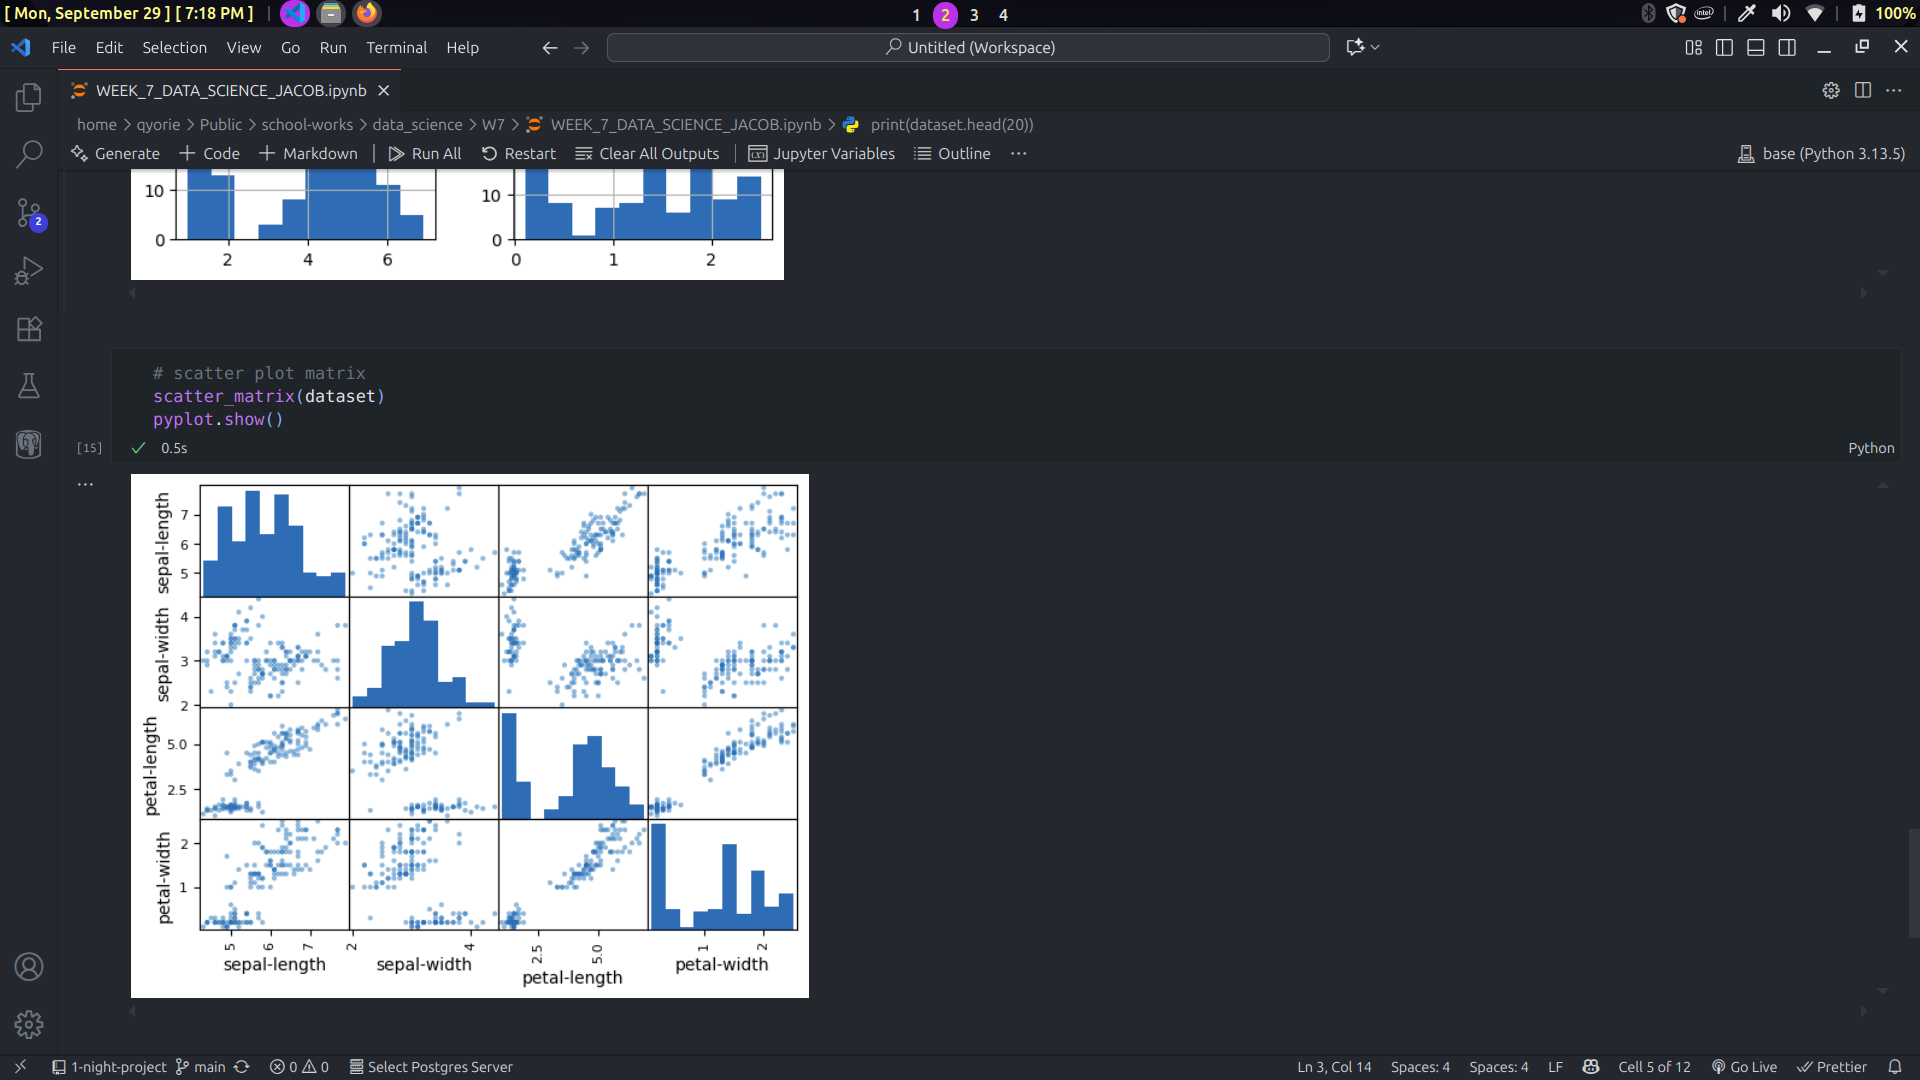 [ Mon, September 29 ] [ 7:18 PM ]
1 2 3 4
intel
100%
File Edit Selection View Go Run Terminal Help
Untitled (Workspace)
WEEK_7_DATA_SCIENCE_JACOB.ipynb
home > qyorie > Public > school-works > data_science > W7 > WEEK_7_DATA_SCIENCE_JACOB.ipynb > print(dataset.head(20))
Generate + Code + Markdown | Run All Restart Clear All Outputs | Jupyter Variables Outline ...
base (Python 3.13.5)
2
10
0
2 4 6
10
0
0 1 2
# scatter plot matrix
scatter_matrix(dataset)
pyplot.show()
[15] 0.5s
Python
...
sepal-length
7
6
5
sepal-width
4
3
2
petal-length
5.0
2.5
petal-width
2
1
5 6 7 2 4 2.5 5.0 1 2
sepal-length sepal-width petal-length petal-width
1-night-project main 0 0 Select Postgres Server
Ln 3, Col 14 Spaces: 4 Spaces: 4 LF Cell 5 of 12 Go Live Prettier